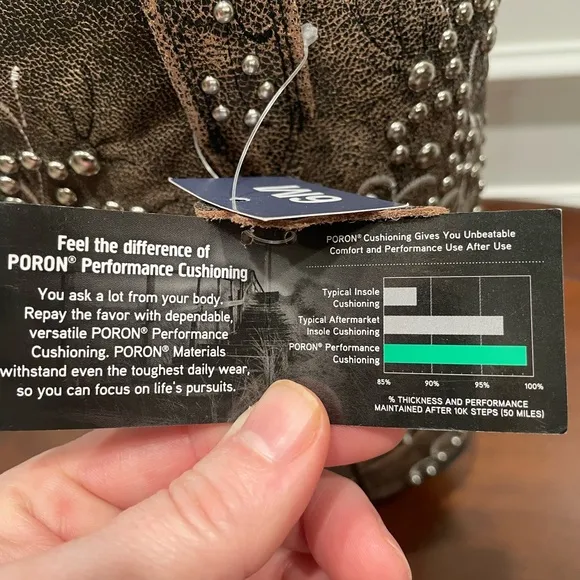 6M
Feel the difference of
PORON® Performance Cushioning
You ask a lot from your body.
Repay the favor with dependable,
versatile PORON® Performance
Cushioning. PORON® Materials
withstand even the toughest daily wear,
so you can focus on life's pursuits.
PORON® Cushioning Gives You Unbeatable
Comfort and Performance Use After Use
Typical Insole
Cushioning
Typical Aftermarket
Insole Cushioning
PORON® Performance
Cushioning
85% 90% 95% 100%
% THICKNESS AND PERFORMANCE
MAINTAINED AFTER 10K STEPS (50 MILES)